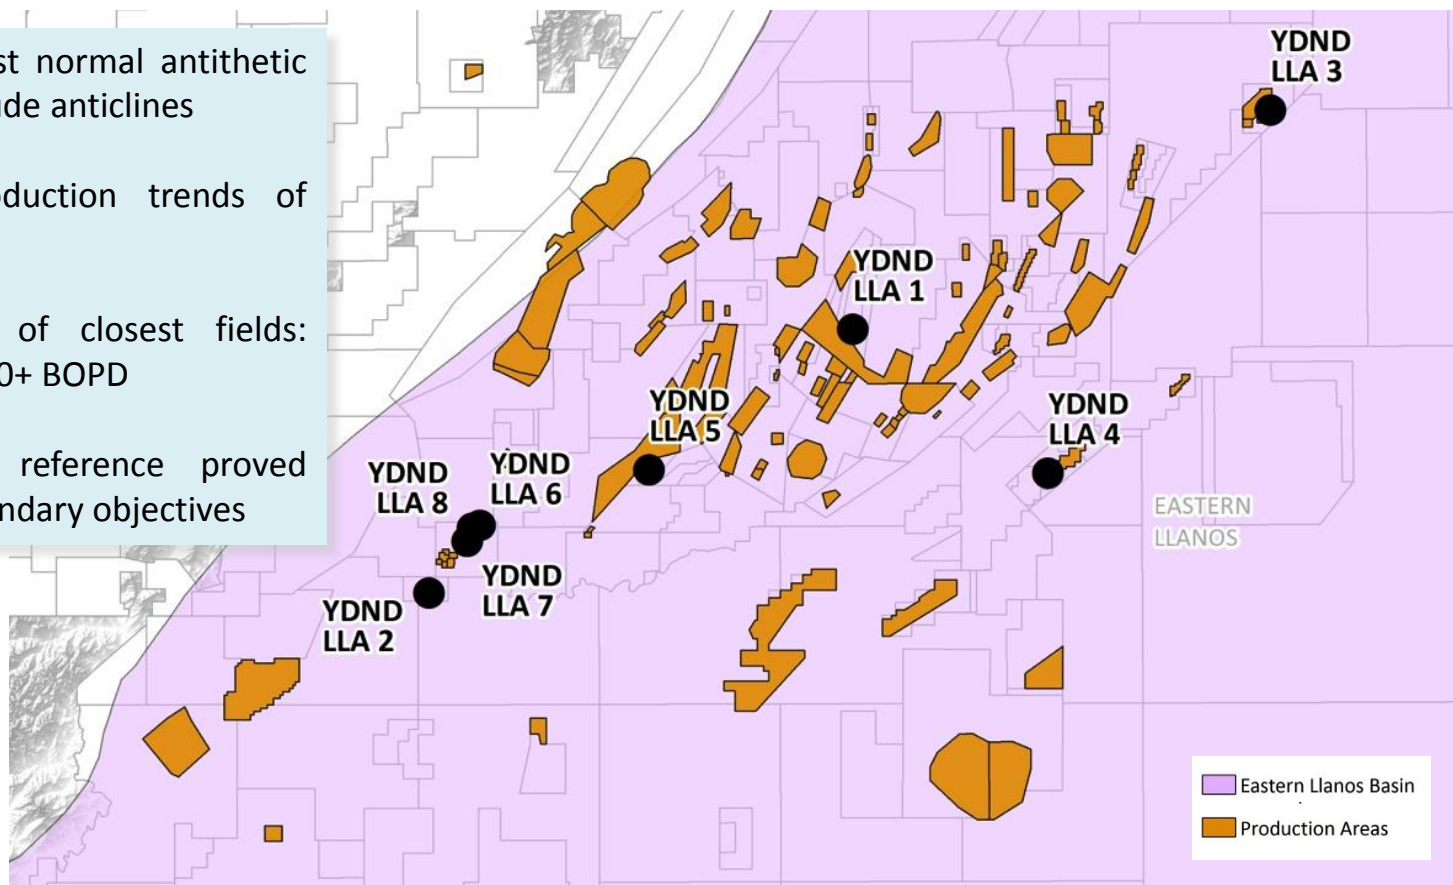 st normal antithetic
ude anticlines
oduction trends of
of closest fields:
0+ BOPD
reference proved
ndary objectives
YDND
LLA 3
YDND
LLA 1
YDND
LLA 5
YDND
LLA 4
YDND
LLA 8
YDND
LLA 6
YDND
LLA 7
YDND
LLA 2
EASTERN
LLANOS
Eastern Llanos Basin
Production Areas